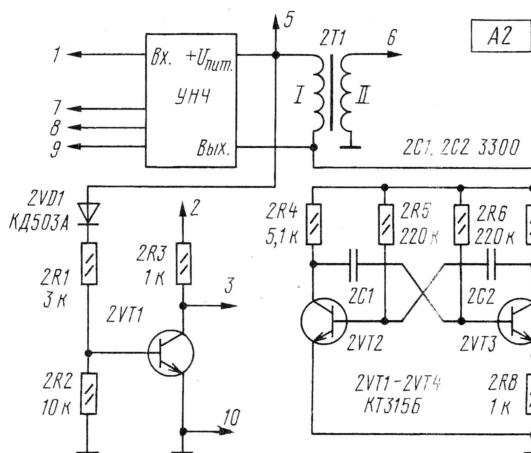 5
2T1
6
A2
1
Вх.
+Uпит.
УНЧ
I
II
7
8
9
Вых.
2C1, 2C2 3300
2VD1
КД503А
2
2R4
5,1 к
2R5
220 к
2R6
220 к
2R3
1 к
2R1
3 к
3
2C1
2C2
2VT1
2VT2
2VT3
2R2
10 к
2VT1-2VT4
КТ315Б
2R8
1 к
10